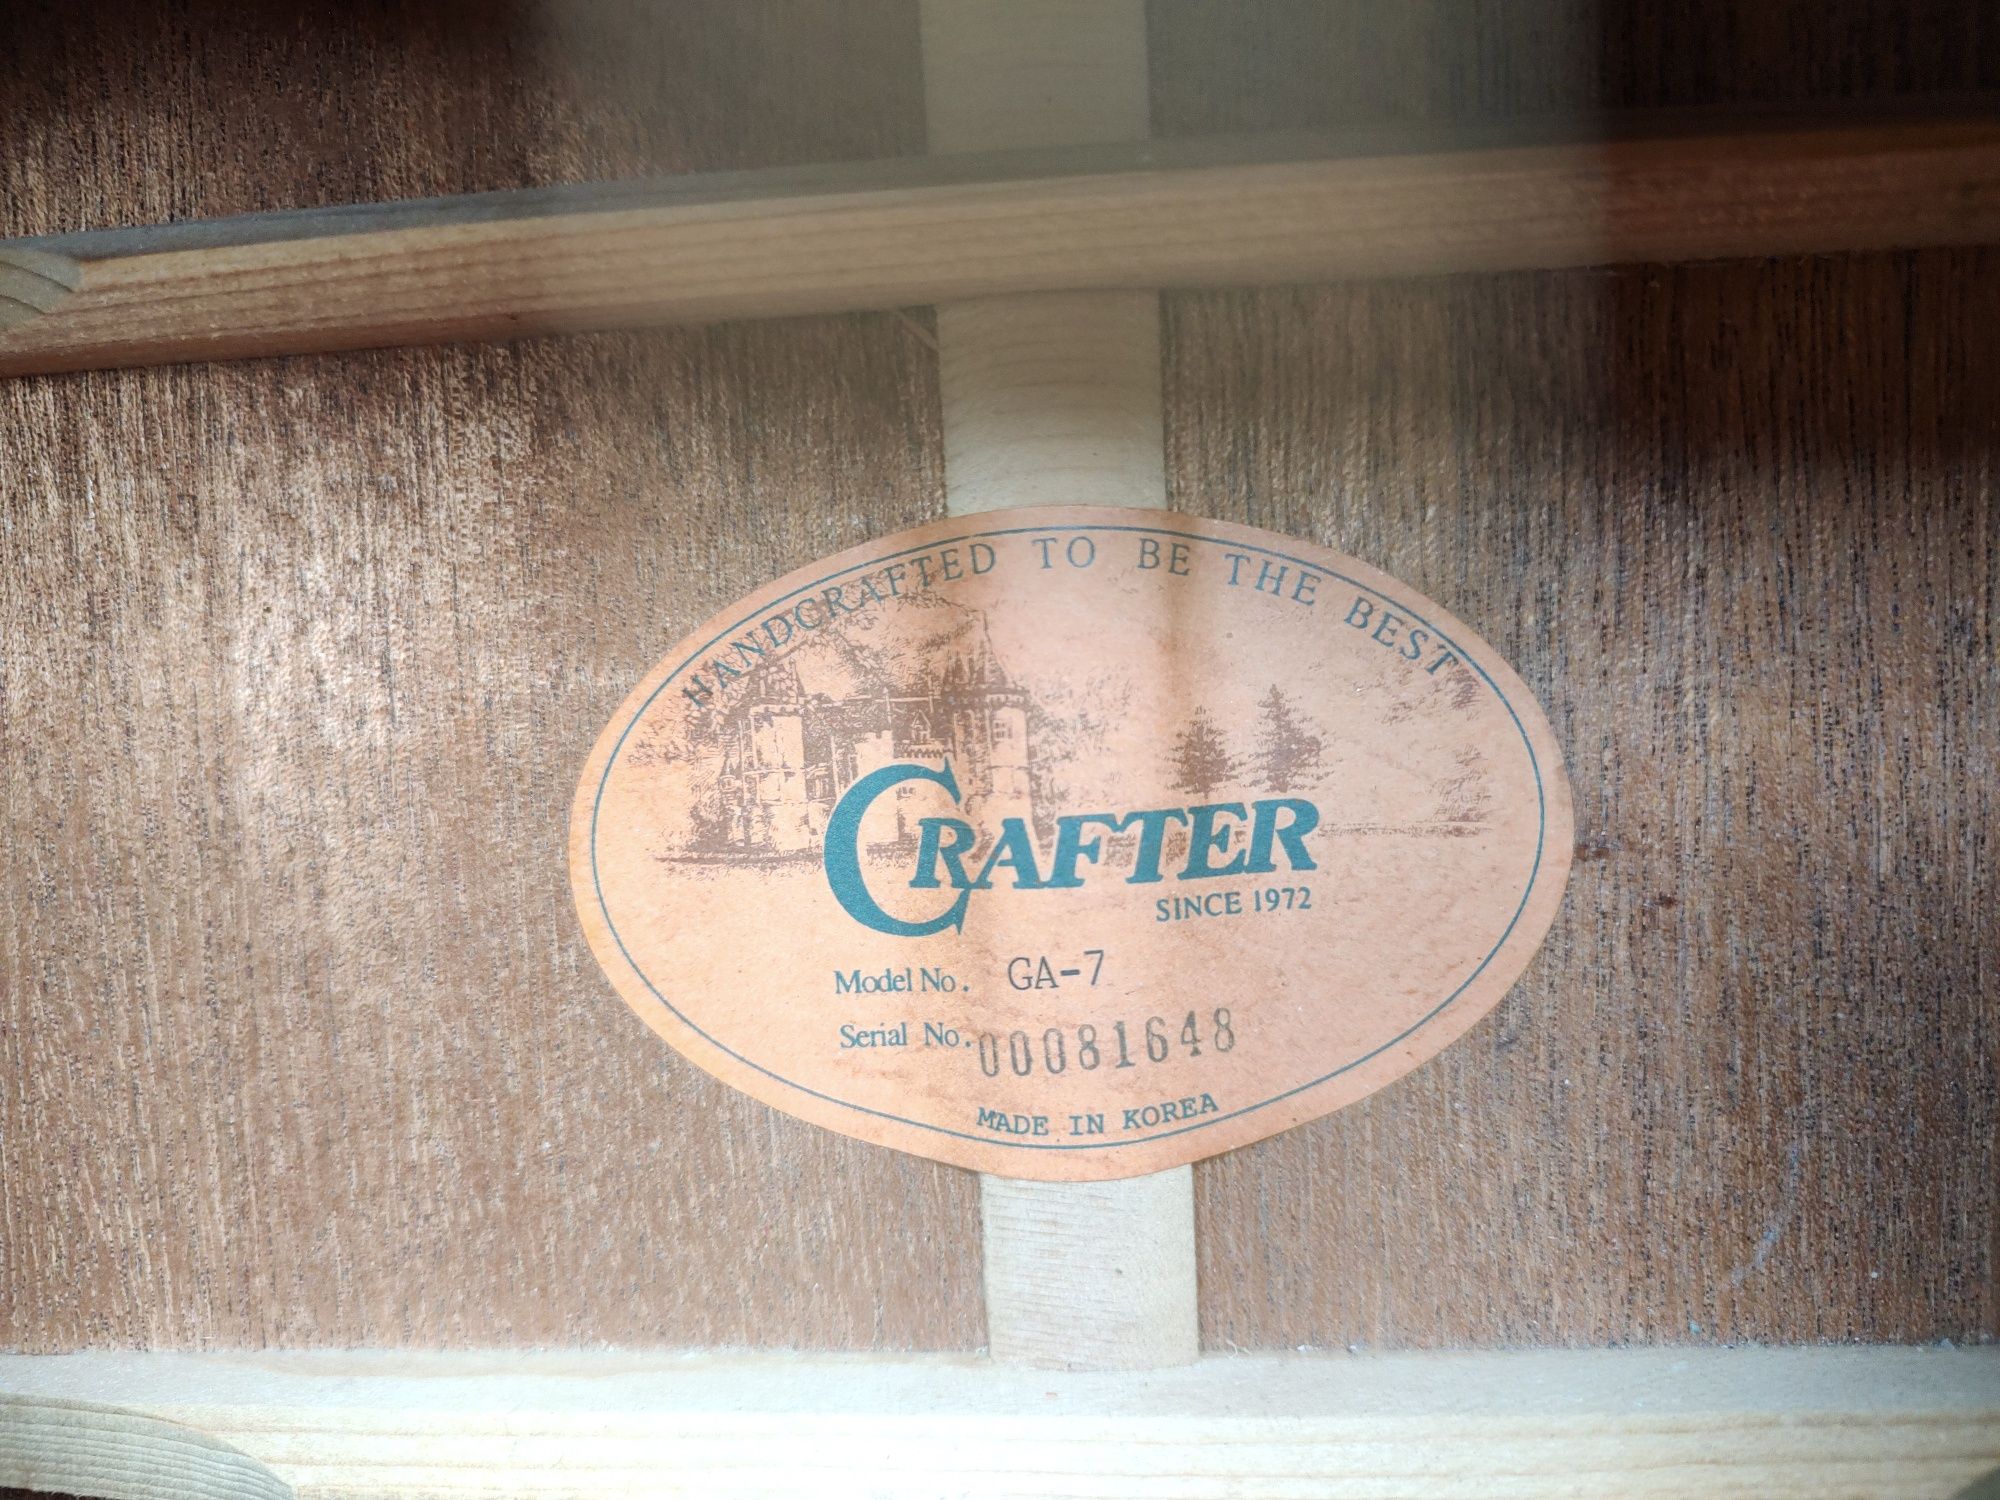 HANDCRAFTED TO BE THE BEST
CRAFTER
SINCE 1972
Model No. GA-7
Serial No. 00081648
MADE IN KOREA